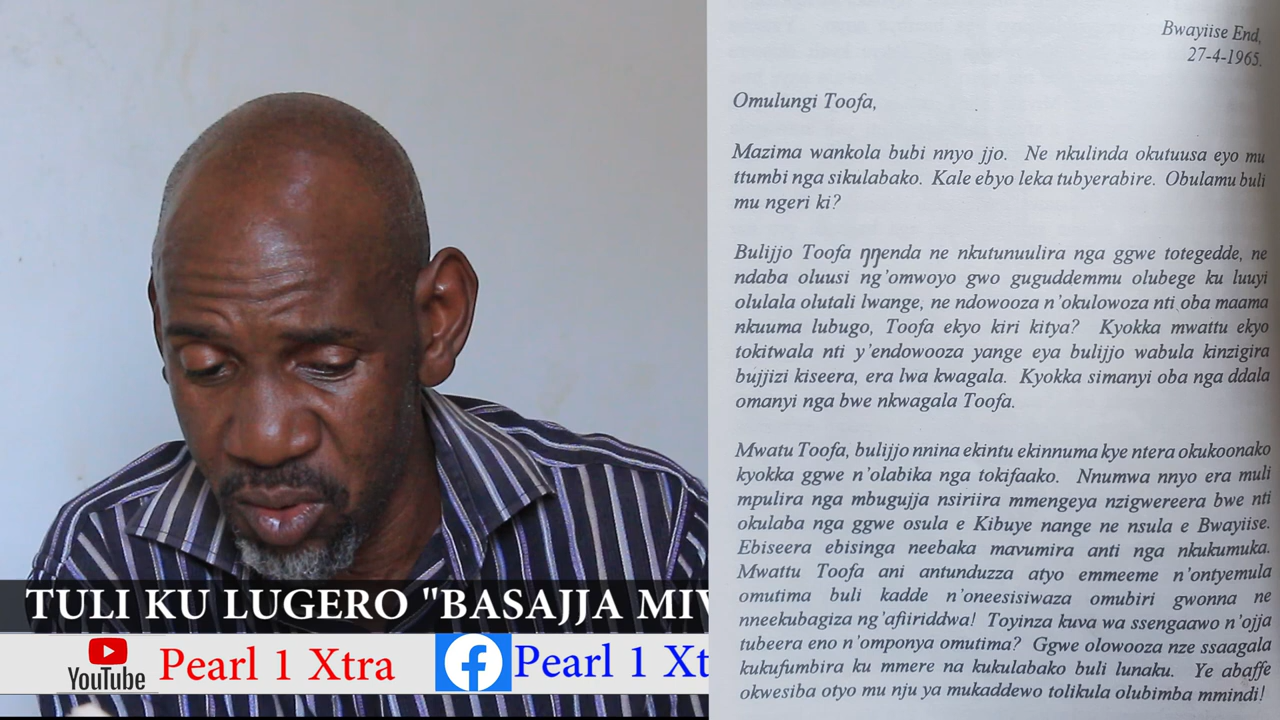 Bwayiise End,
27-4-1965.
Omulungi Toofa,
Mazima wankola bubi nnyo jjo. Ne nkulinda okutuusa eyo mu
ttumbi nga sikulabako. Kale ebyo leka tubyerabire. Obulamu buli
mu ngeri ki?
Bulijjo Toofa ŋŋenda ne nkutunuulira nga ggwe totegedde, ne
ndaba oluusi ng'omwoyo gwo guguddemmu olubege ku luuyi
olulala olutali lwange, ne ndowooza n'okulowoza nti oba maama
nkuuma lubugo, Toofa ekyo kiri kitya? Kyokka mwattu ekyo
tokitwala nti y'endowooza yange eya bulijjo wabula kinzigira
bujjizi kiseera, era lwa kwagala. Kyokka simanyi oba nga ddala
omanyi nga bwe nkwagala Toofa.
Mwatu Toofa, bulijjo nnina ekintu ekinnuma kye ntera okukoonako
kyokka ggwe n'olabika nga tokifaako. Nnumwa nnyo era muli
mpulira nga mbugujja nsiriira mmengeya nzigwereera bwe nti
okulaba nga ggwe osula e Kibuye nange ne nsula e Bwayiise.
Ebiseera ebisinga neebaka mavumira anti nga nkukumuka.
Mwattu Toofa ani antunduzza atyo emmeeme n'ontyemula
omutima buli kadde n'oneesisiwaza omubiri gwonna ne
nneekubagiza ng'afiiriddwa! Toyinza kuva wa ssengaawo n'ojja
tubeera eno n'omponya omutima? Ggwe olowooza nze ssaagala
kukufumbira ku mmere na kukulabako buli lunaku. Ye abaffe
okwesiba otyo mu nju ya mukaddewo tolikula olubimba mmindi!
TULI KU LUGERO "BASAJJA
YouTube Pearl 1 Xtra
f Pearl 1 Xt